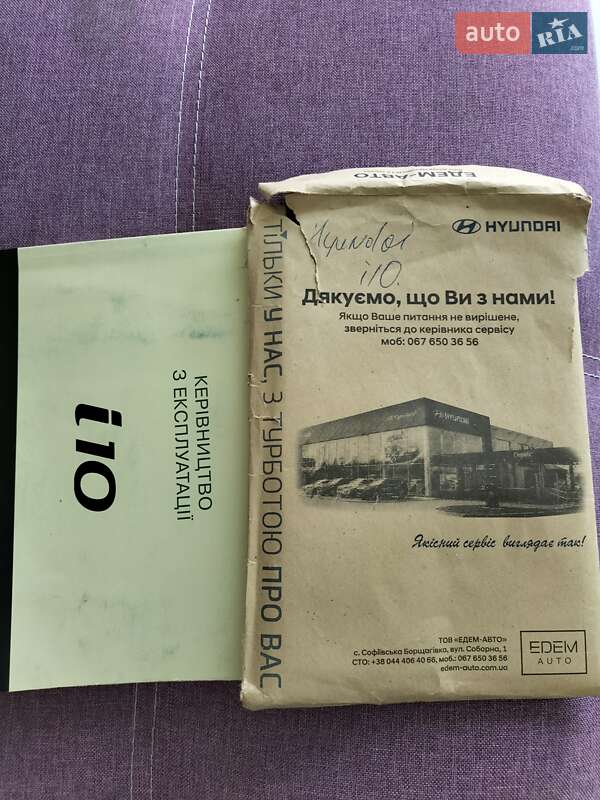 auto RIA
.com
ЕДЕМ-АВТО
HYUNDAI
Hyundai
i10.
Дякуємо, що Ви з нами!
Якщо Ваше питання не вирішене,
зверніться до керівника сервісу
моб: 067 650 36 56
HYUNDAI
Якісний сервіс виглядає так!
ТІЛЬКИ У НАС, З ТУРБОТОЮ ПРО ВАС
ТОВ «ЕДЕМ-АВТО»
с. Софіївська Борщагівка, вул. Соборна, 1
СТО: +38 044 406 40 66, моб.: 067 650 36 56
edem-auto.com.ua
EDEM
AUTO
КЕРІВНИЦТВО
З ЕКСПЛУАТАЦІЇ
i10